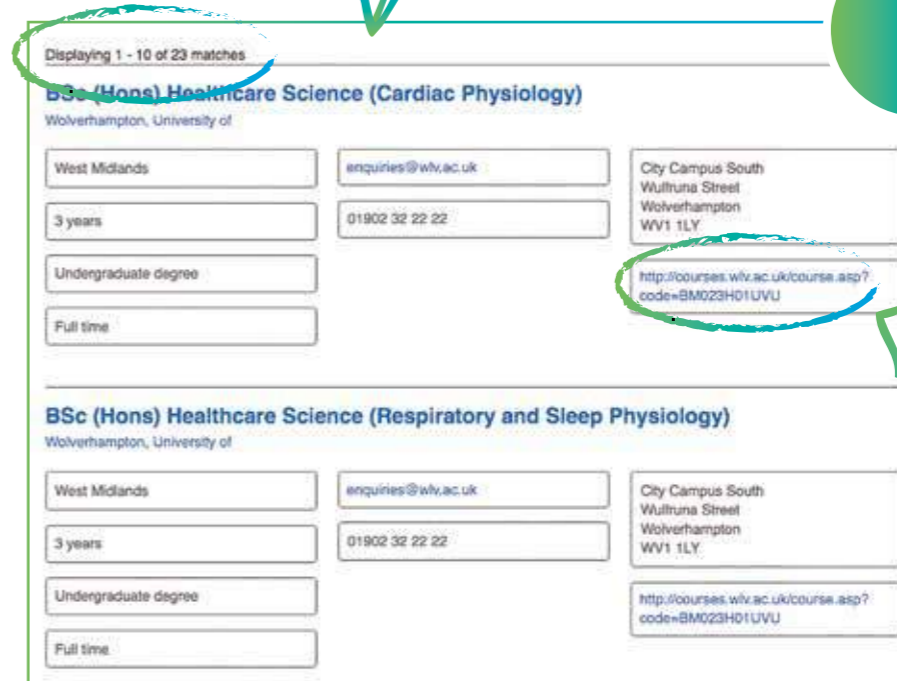 Displaying 1 - 10 of 23 matches
BSc (Hons) Healthcare Science (Cardiac Physiology)
Wolverhampton, University of
West Midlands
enquiries@wlv.ac.uk
City Campus South
Wulfruna Street
Wolverhampton
WV1 1LY
3 years
01902 32 22 22
Undergraduate degree
http://courses.wlv.ac.uk/course.asp?
code=BM023H01UVU
Full time
BSc (Hons) Healthcare Science (Respiratory and Sleep Physiology)
Wolverhampton, University of
West Midlands
enquiries@wlv.ac.uk
City Campus South
Wulfruna Street
Wolverhampton
WV1 1LY
3 years
01902 32 22 22
Undergraduate degree
http://courses.wlv.ac.uk/course.asp?
code=BM023H01UVU
Full time